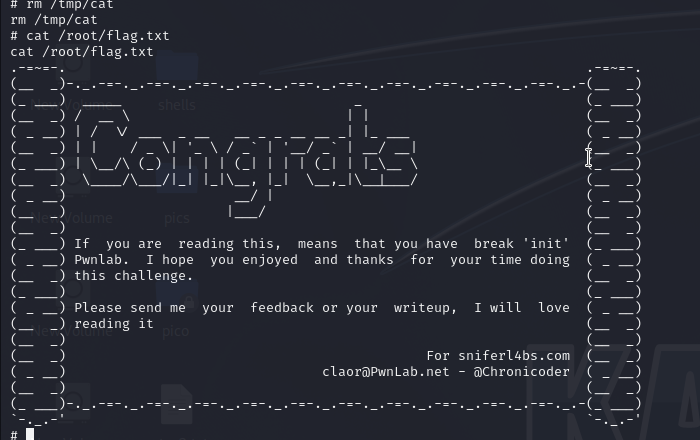 # rm /tmp/cat
rm /tmp/cat
# cat /root/flag.txt
cat /root/flag.txt
Congrats
If you are reading this, means that you have break 'init'
Pwnlab. I hope you enjoyed and thanks for your time doing
this challenge.
Please send me your feedback or your writeup, I will love
reading it
For sniferl4bs.com
claor@PwnLab.net - @Chronicoder
#
shells
pics
pico